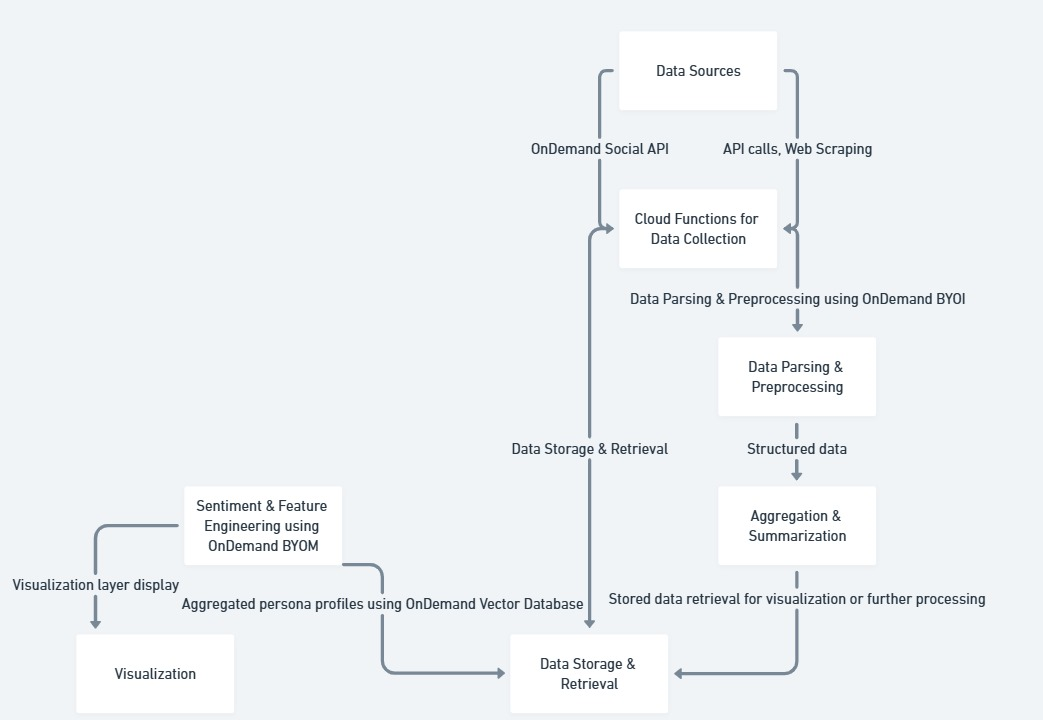 Data Sources
OnDemand Social API
API calls, Web Scraping
Cloud Functions for
Data Collection
Data Parsing & Preprocessing using OnDemand BYOI
Data Parsing &
Preprocessing
Data Storage & Retrieval
Structured data
Sentiment & Feature
Engineering using
OnDemand BYOM
Aggregation &
Summarization
Visualization layer display
Aggregated persona profiles using OnDemand Vector Database
Stored data retrieval for visualization or further processing
Visualization
Data Storage &
Retrieval